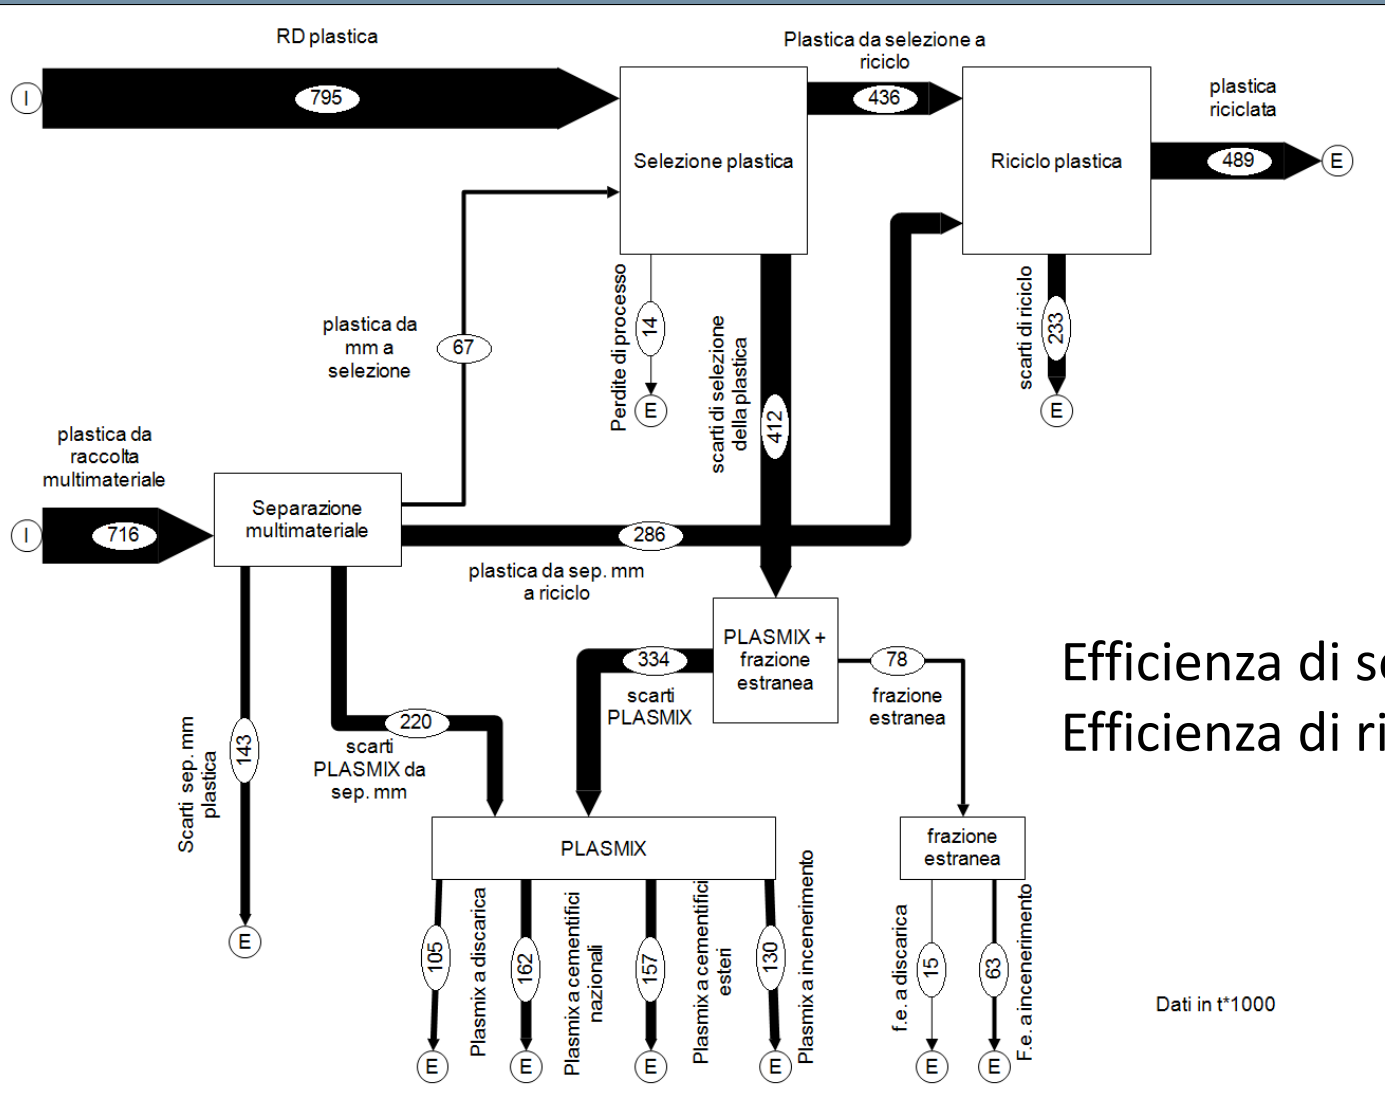 RD plastica
Plastica da selezione a
riciclo
plastica
riciclata
I
795
436
489
E
Selezione plastica
Riciclo plastica
Perdite di processo
14
E
scarti di selezione
della plastica
412
scarti di riciclo
233
E
plastica da
mm a
selezione
67
plastica da
raccolta
multimateriale
I
716
Separazione
multimateriale
286
plastica da sep. mm
a riciclo
PLASMIX +
frazione
estranea
334
scarti
PLASMIX
78
frazione
estranea
Efficienza di s
Efficienza di ri
220
scarti
PLASMIX da
sep. mm
Scarti sep. mm
plastica
143
E
PLASMIX
frazione
estranea
105
Plasmix a discarica
162
Plasmix a cementifici
nazionali
157
Plasmix a cementifici
esteri
130
Plasmix a incenerimento
f.e. a discarica
15
63
F.e. a incenerimento
E
E
E
E
E
E
Dati in t*1000